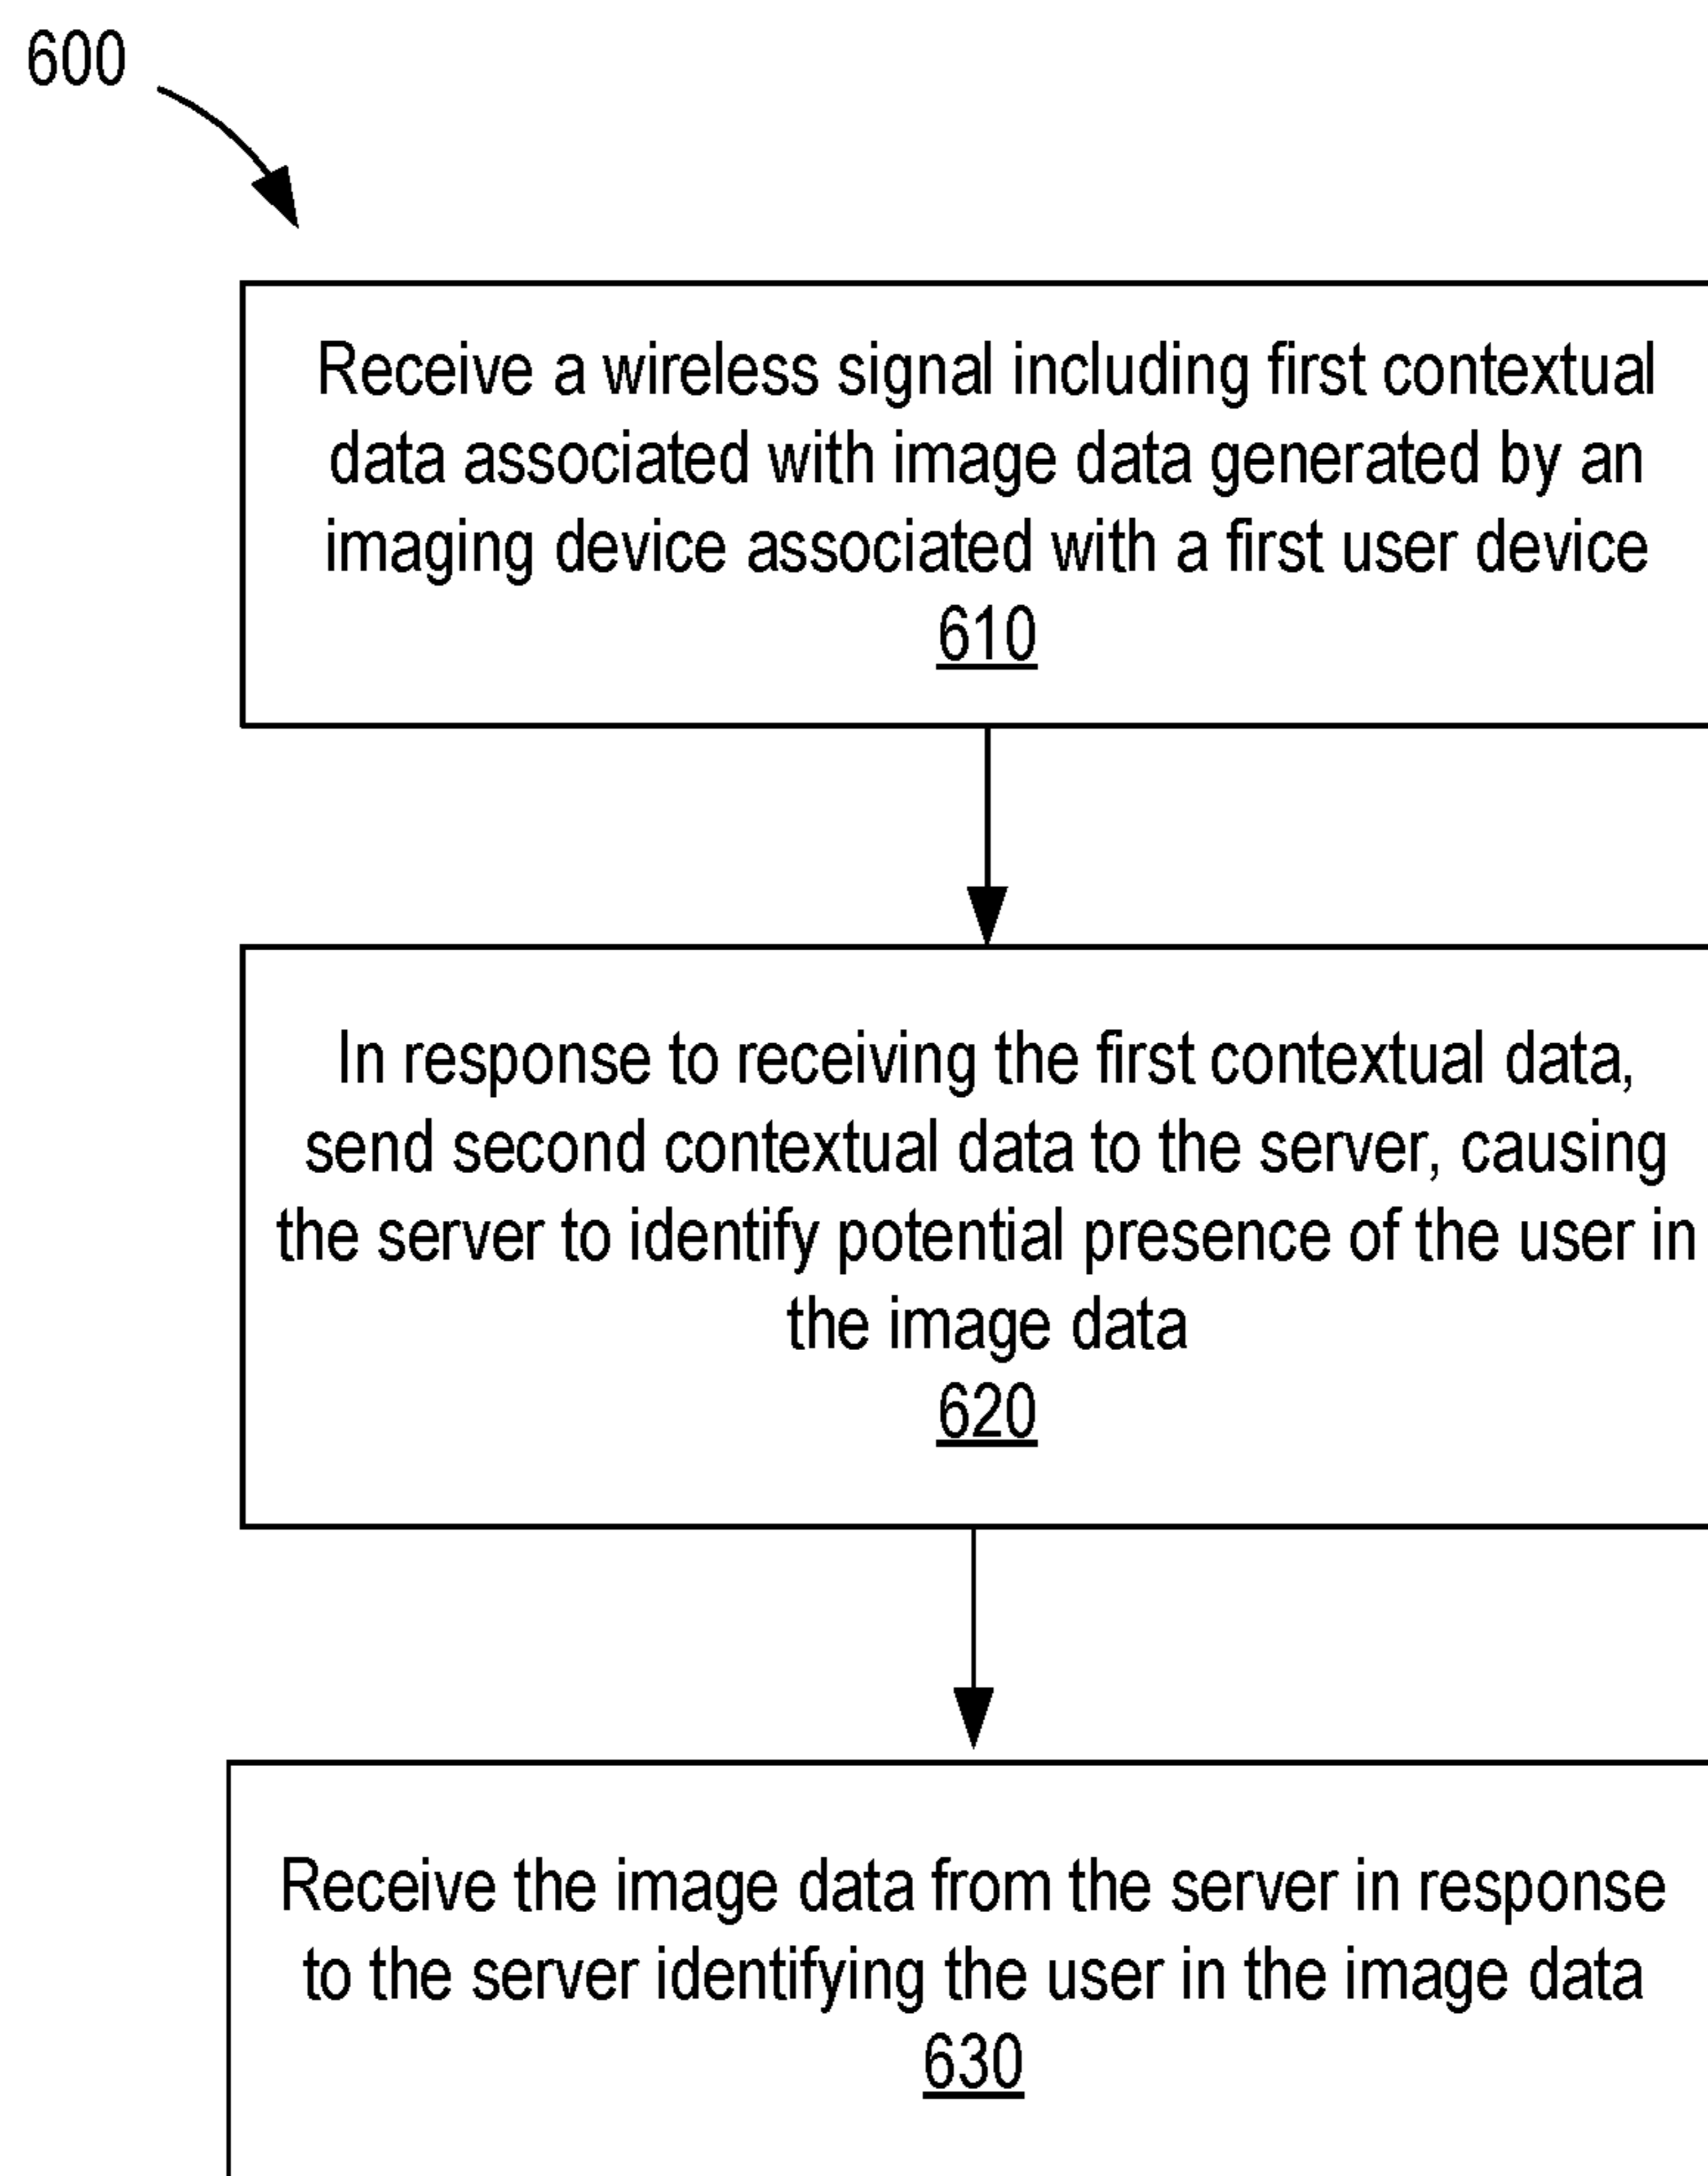 600
Receive a wireless signal including first contextual
data associated with image data generated by an
imaging device associated with a first user device
610
In response to receiving the first contextual data,
send second contextual data to the server, causing
the server to identify potential presence of the user in
the image data
620
Receive the image data from the server in response
to the server identifying the user in the image data
630